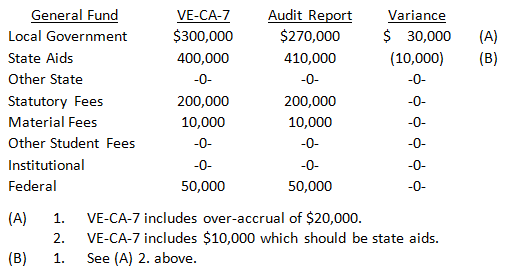 General Fund VE-CA-7 Audit Report Variance
Local Government $300,000 $270,000 $ 30,000 (A)
State Aids 400,000 410,000 (10,000) (B)
Other State -0- -0- -0-
Statutory Fees 200,000 200,000 -0-
Material Fees 10,000 10,000 -0-
Other Student Fees -0- -0- -0-
Institutional -0- -0- -0-
Federal 50,000 50,000 -0-
(A) 1. VE-CA-7 includes over-accrual of $20,000.
2. VE-CA-7 includes $10,000 which should be state aids.
(B) 1. See (A) 2. above.